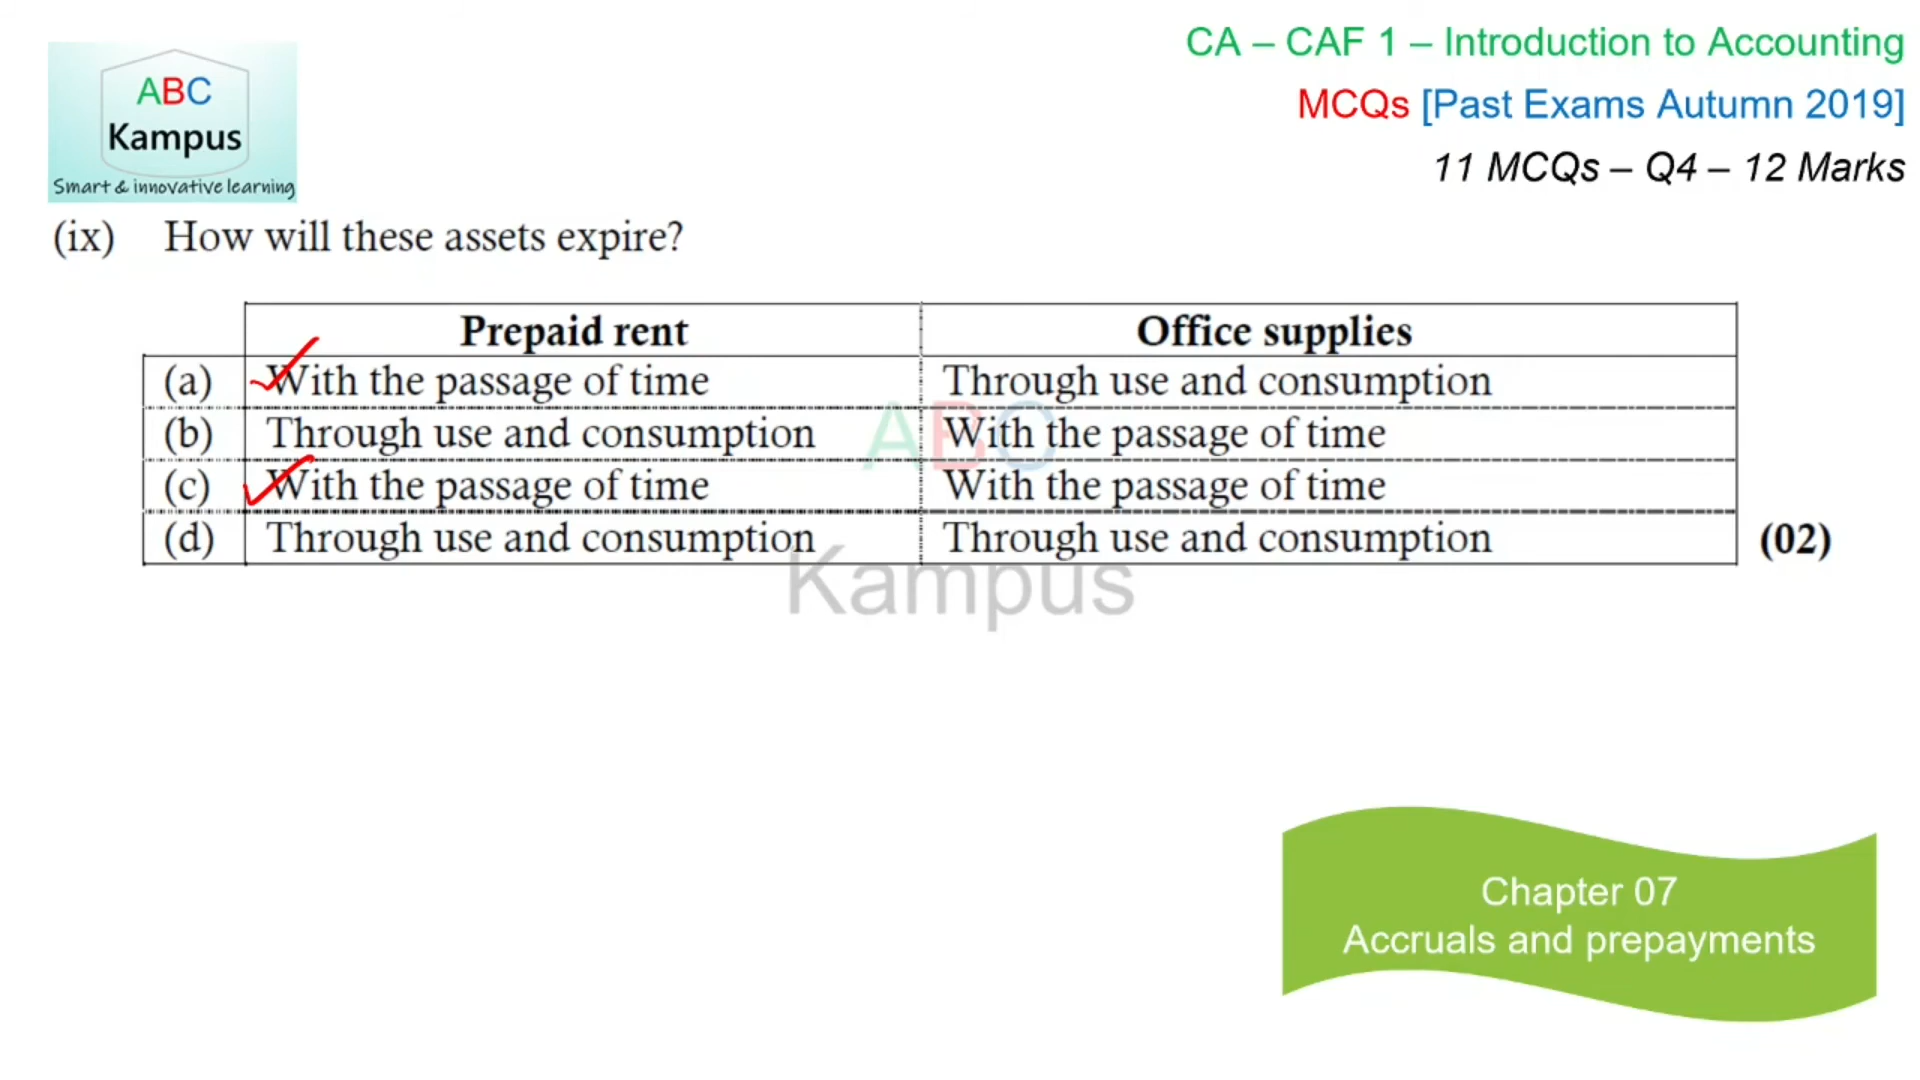 ABC
Kampus
Smart & innovative learning
CA – CAF 1 – Introduction to Accounting
MCQs [Past Exams Autumn 2019]
11 MCQs – Q4 – 12 Marks
(ix) How will these assets expire?
Prepaid rent Office supplies
(a) With the passage of time Through use and consumption
(b) Through use and consumption With the passage of time
(c) With the passage of time With the passage of time
(d) Through use and consumption Through use and consumption (02)
ABC
Kampus
Chapter 07
Accruals and prepayments